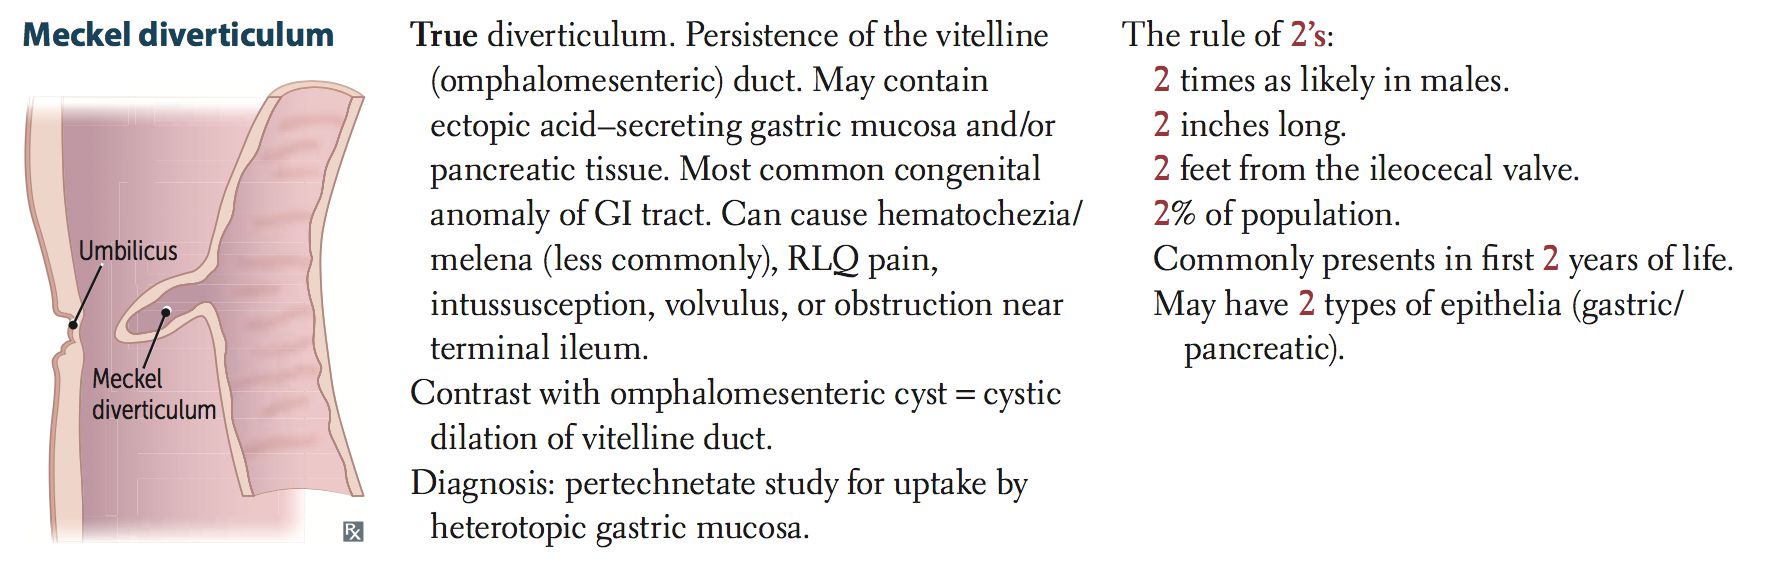 Meckel diverticulum
Umbilicus
Meckel
diverticulum
Rx
True diverticulum. Persistence of the vitelline
(omphalomesenteric) duct. May contain
ectopic acid–secreting gastric mucosa and/or
pancreatic tissue. Most common congenital
anomaly of GI tract. Can cause hematochezia/
melena (less commonly), RLQ pain,
intussusception, volvulus, or obstruction near
terminal ileum.
Contrast with omphalomesenteric cyst = cystic
dilation of vitelline duct.
Diagnosis: pertechnetate study for uptake by
heterotopic gastric mucosa.
The rule of 2’s:
2 times as likely in males.
2 inches long.
2 feet from the ileocecal valve.
2% of population.
Commonly presents in first 2 years of life.
May have 2 types of epithelia (gastric/
pancreatic).